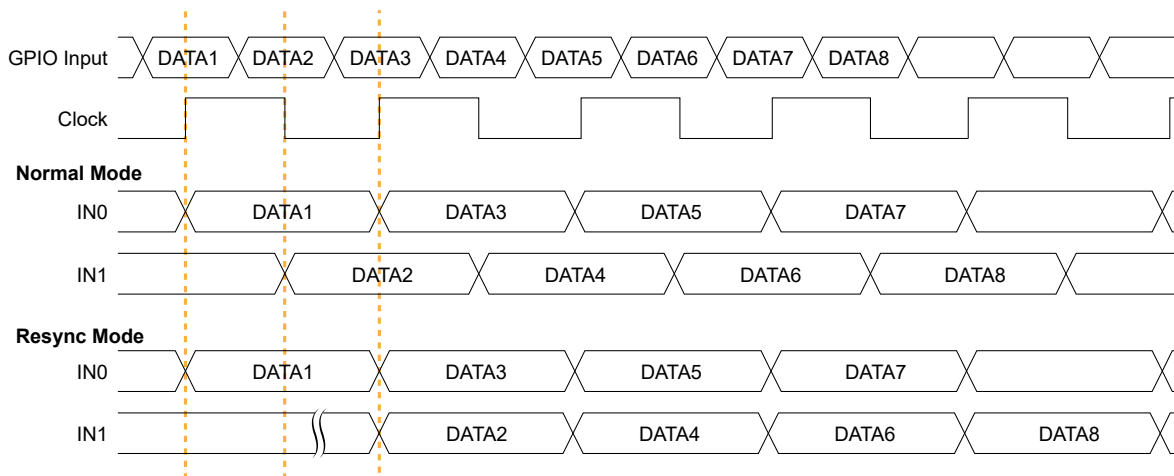 GPIO Input DATA1 DATA2 DATA3 DATA4 DATA5 DATA6 DATA7 DATA8
Clock
Normal Mode
IN0 DATA1 DATA3 DATA5 DATA7
IN1 DATA2 DATA4 DATA6 DATA8
Resync Mode
IN0 DATA1 DATA3 DATA5 DATA7
IN1 DATA2 DATA4 DATA6 DATA8